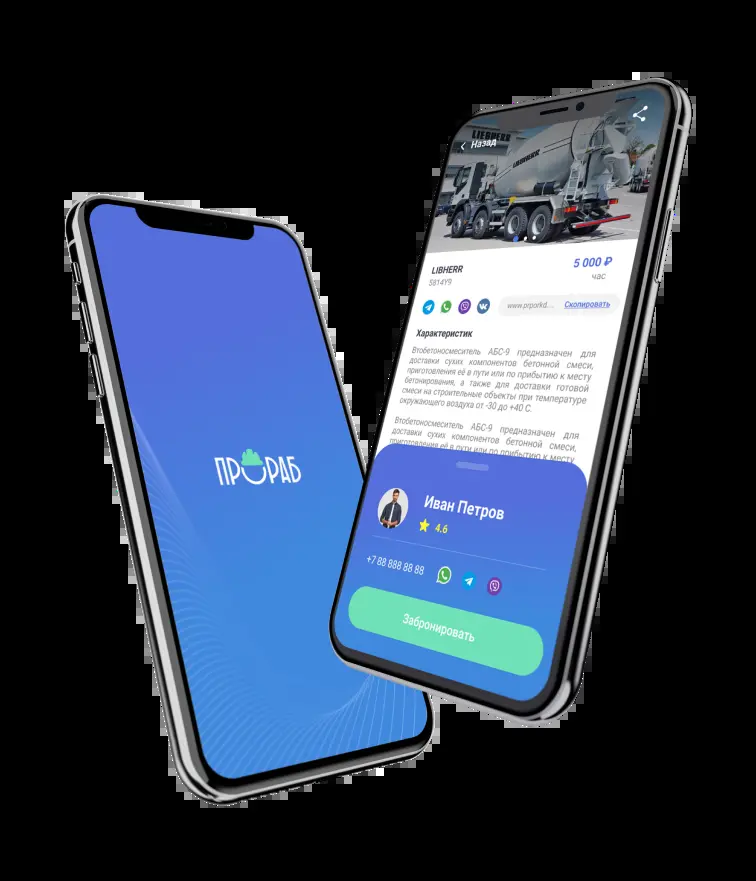 ПРОРАБ
LIEBHERR
Назад
LIEBHERR
LIBHERR
5814Y9
5 000 ₽
час
www.prporkd... Скопировать
Характеристик
Втобетоносмеситель АБС-9 предназначен для
доставки сухих компонентов бетонной смеси,
приготовления её в пути или по прибытию к месту
бетонирования, а также для доставки готовой
смеси на строительные объекты при температуре
окружающего воздуха от -30 до +40 С.
Втобетоносмеситель АБС-9 предназначен для
доставки сухих компонентов бетонной смеси,
приготовления её в пути или по прибытию к месту
Иван Петров
4.6
+7 88 888 88 88
Забронировать